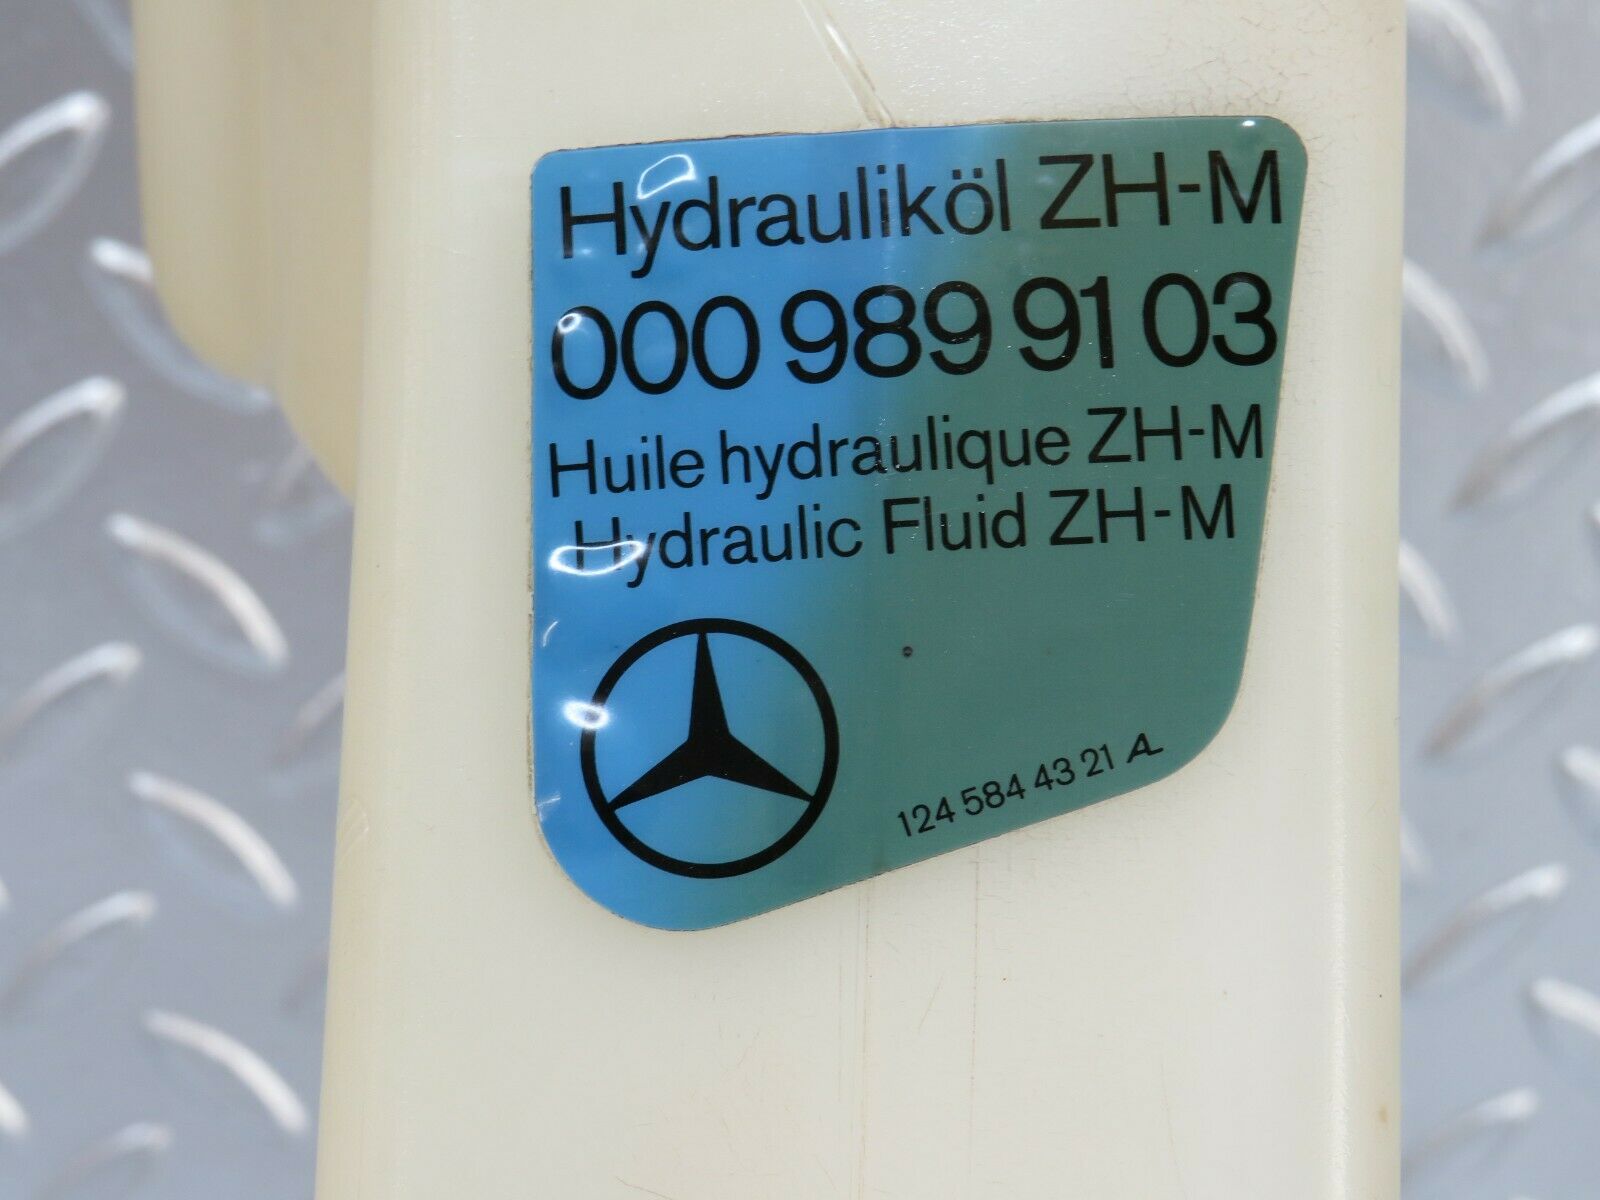 Hydrauliköl ZH-M
000 989 91 03
Huile hydraulique ZH-M
Hydraulic Fluid ZH-M
124 584 43 21 A